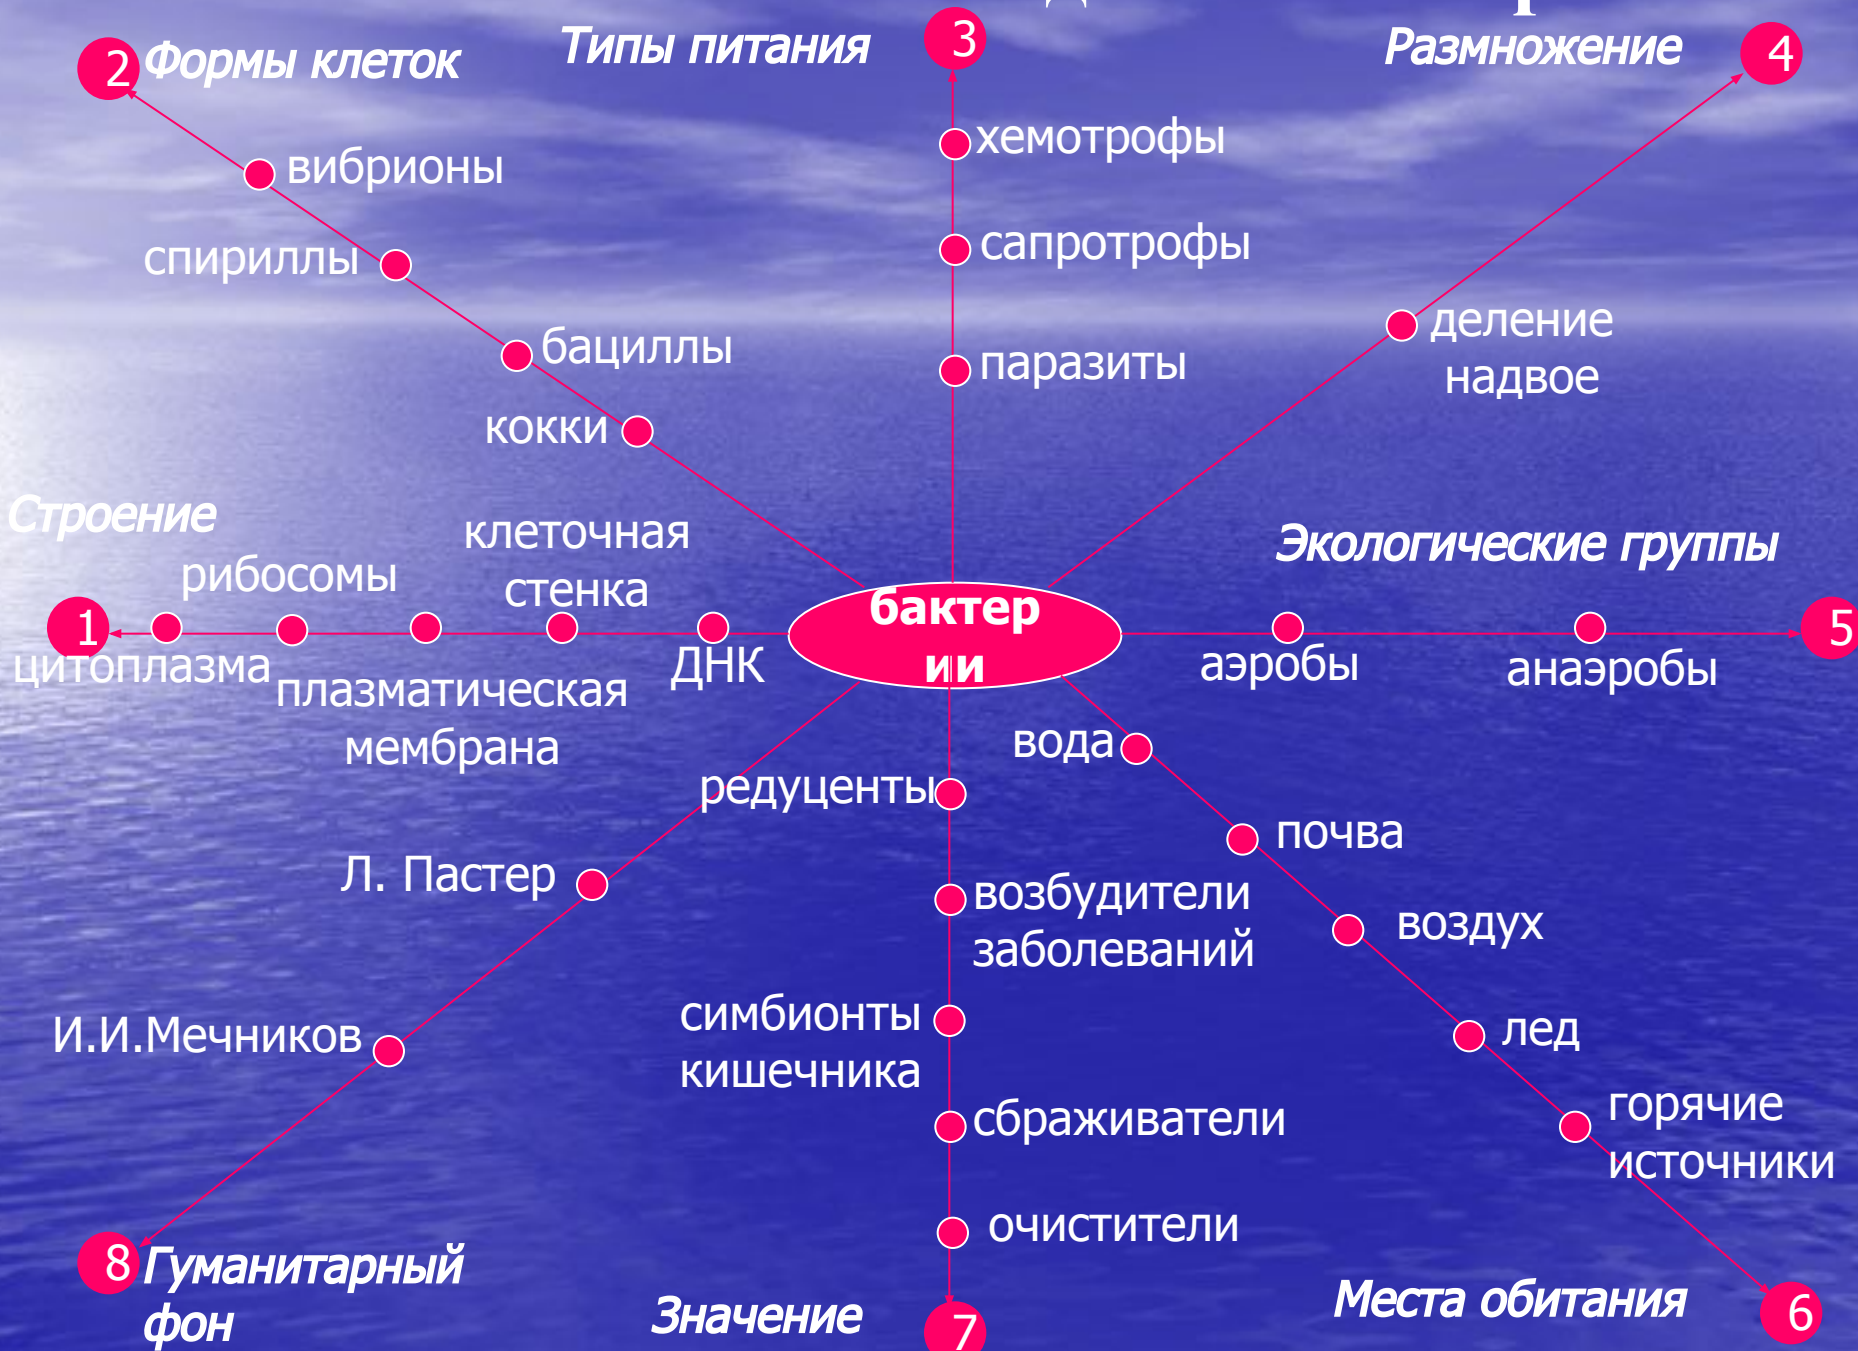 2 Формы клеток
Типы питания 3
Размножение 4
вибрионы
спириллы
бациллы
кокки
хемотрофы
сапротрофы
паразиты
деление
надвое
Строение
1
цитоплазма
рибосомы
плазматическая
мембрана
клеточная
стенка
ДНК
бактер
ии
Экологические группы
аэробы
анаэробы
5
вода
почва
воздух
лед
горячие
источники
Места обитания 6
редуценты
возбудители
заболеваний
симбионты
кишечника
сбраживатели
очистители
Значение 7
Л. Пастер
И.И.Мечников
8 Гуманитарный
фон